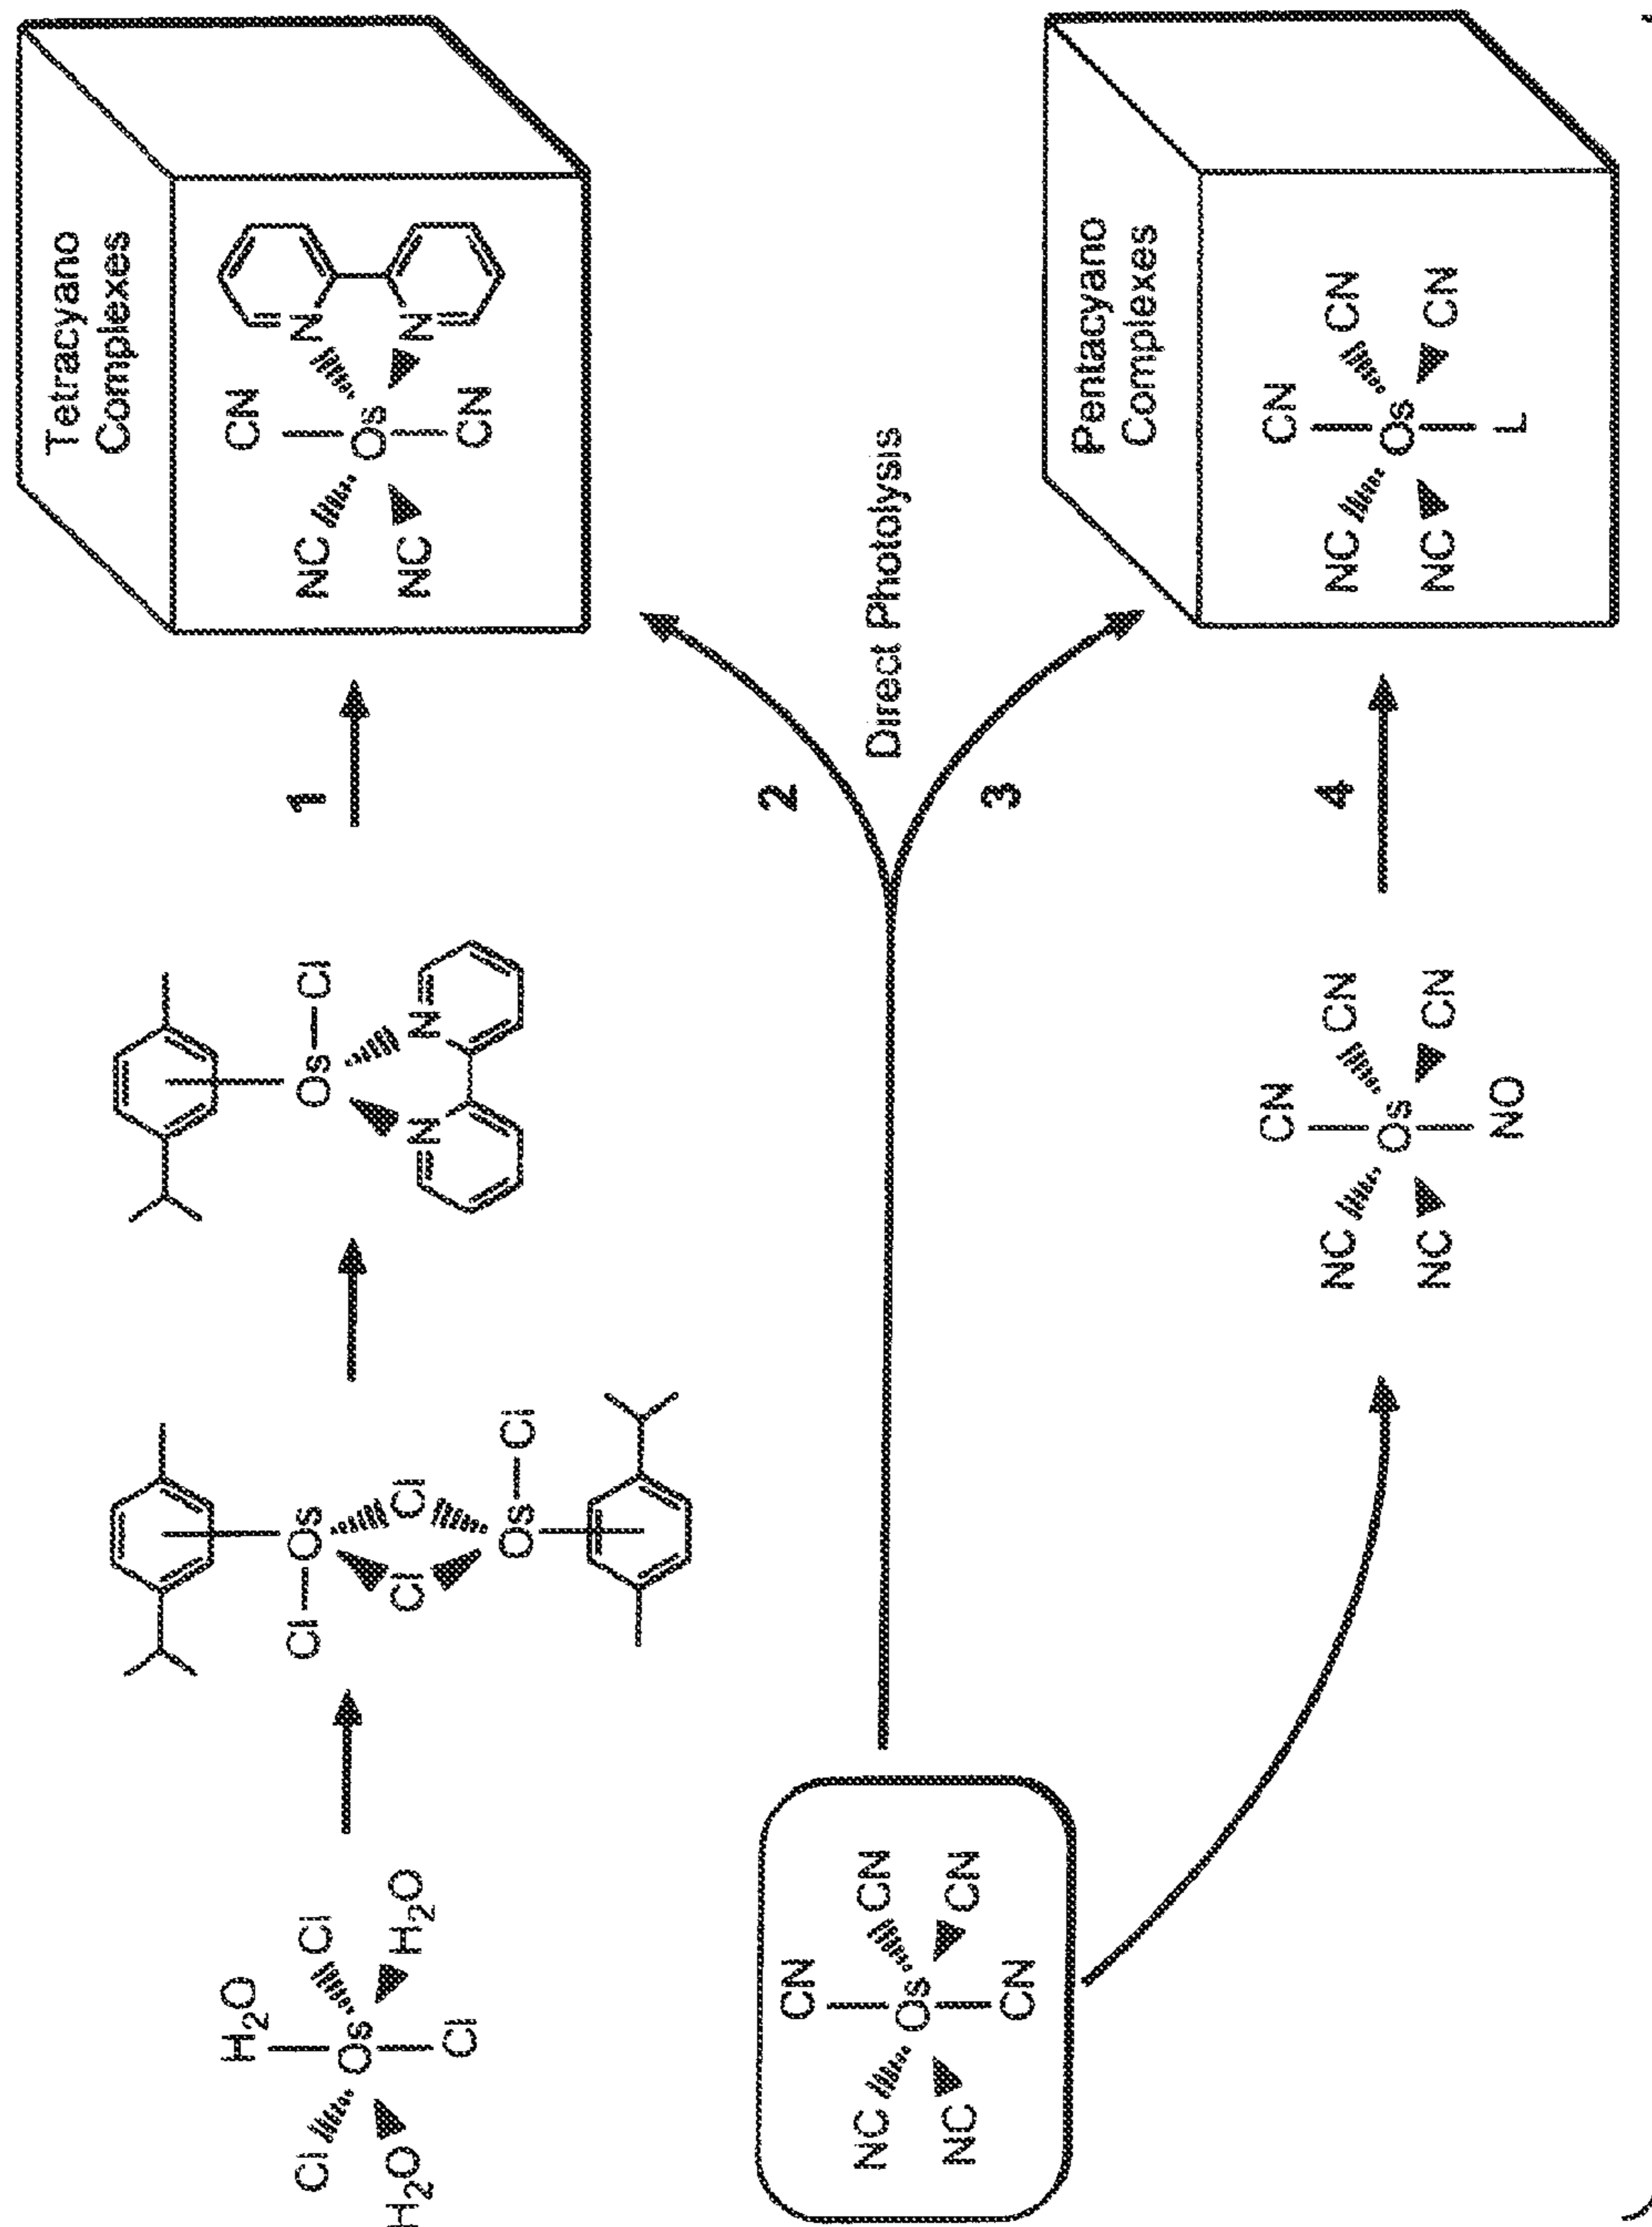 H₂O
Cl Cl
Os
H₂O H₂O
Cl
Cl Os
Cl Cl
Os Cl
Os Cl
N N
1
Tetracyano
Complexes
CN
NC N
Os
NC N
CN
CN
NC CN
Os
NC CN
CN
2
Direct Photolysis
3
CN
NC CN
Os
NC CN
NO
4
Pentacyano
Complexes
CN
NC CN
Os
NC CN
L